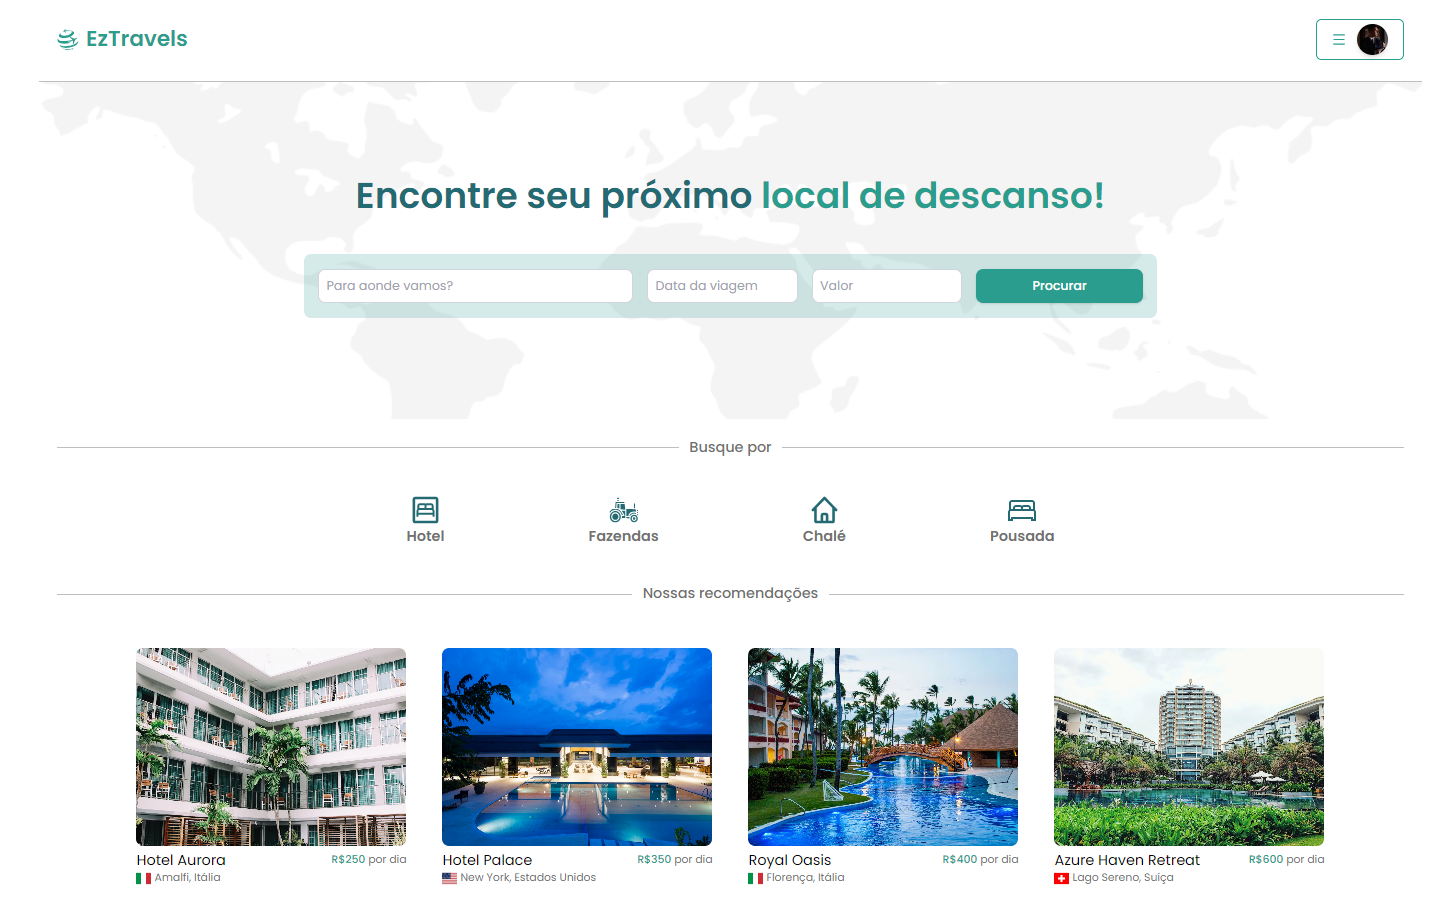 EzTravels
Encontre seu próximo local de descanso!
Para aonde vamos? Data da viagem Valor Procurar
Busque por
Hotel Fazendas Chalé Pousada
Nossas recomendações
Hotel Aurora R$250 por dia Hotel Palace R$350 por dia Royal Oasis R$400 por dia Azure Haven Retreat R$600 por dia
Amalfi, Itália New York, Estados Unidos Florença, Itália Lago Sereno, Suíça